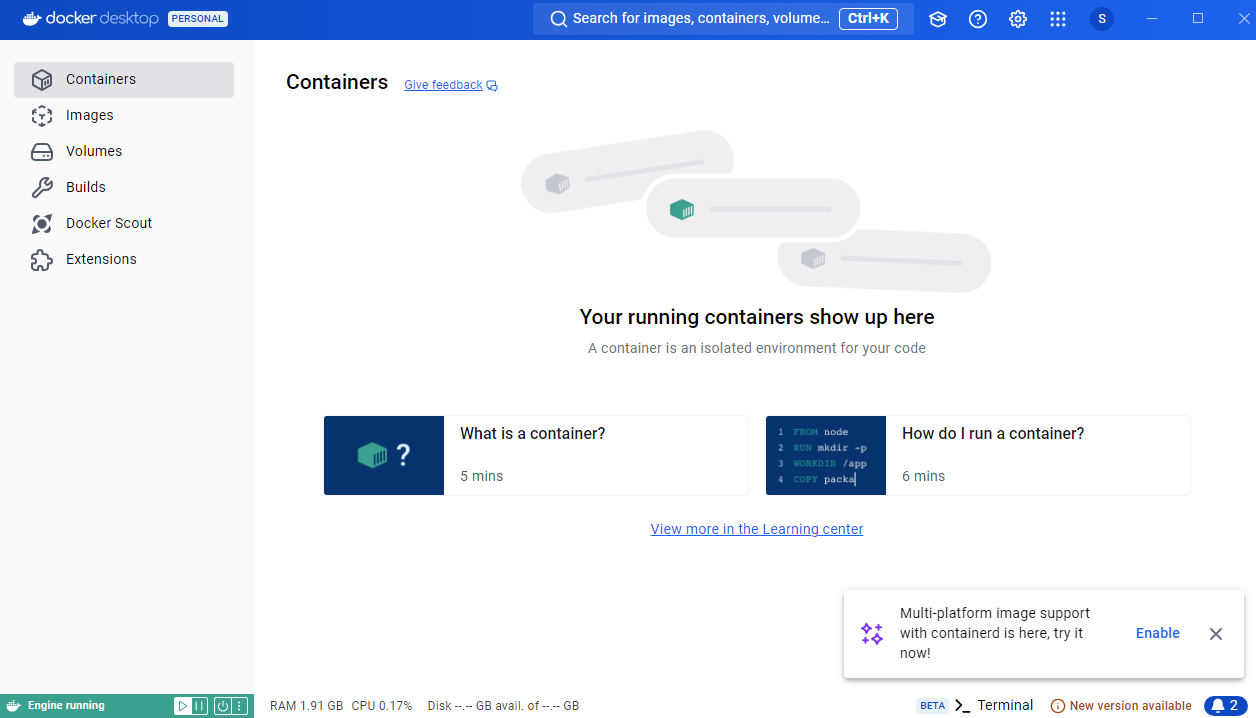 docker desktop PERSONAL
Search for images, containers, volume... Ctrl+K
S
Containers
Images
Volumes
Builds
Docker Scout
Extensions
Containers Give feedback
Your running containers show up here
A container is an isolated environment for your code
?
What is a container?
5 mins
1 FROM node
2 RUN mkdir -p
3 WORKDIR /app
4 COPY packa
How do I run a container?
6 mins
View more in the Learning center
Multi-platform image support
with containerd is here, try it
now!
Enable
Engine running
RAM 1.91 GB CPU 0.17% Disk --.-- GB avail. of --.-- GB
BETA >_ Terminal
New version available
2